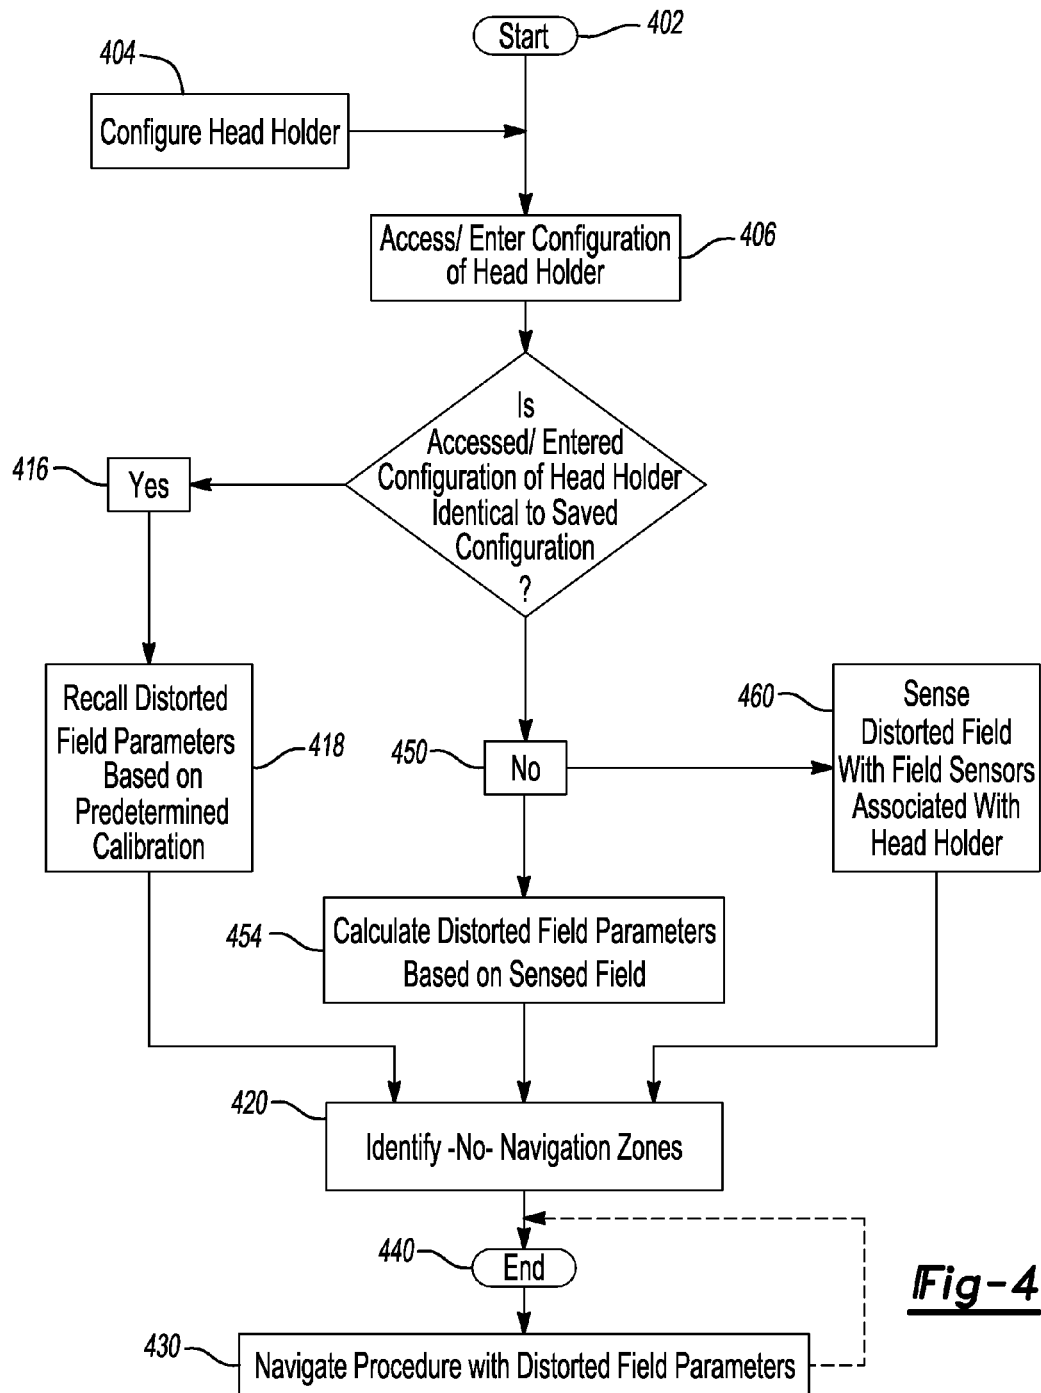 Start
402
404
Configure Head Holder
Access/ Enter Configuration
of Head Holder
406
Is
Accessed/ Entered
Configuration of Head Holder
Identical to Saved
Configuration
?
416
Yes
Recall Distorted
Field Parameters
Based on
Predetermined
Calibration
418
450
No
460
Sense
Distorted Field
With Field Sensors
Associated With
Head Holder
454
Calculate Distorted Field Parameters
Based on Sensed Field
420
Identify -No- Navigation Zones
440
End
Fig-4
430
Navigate Procedure with Distorted Field Parameters